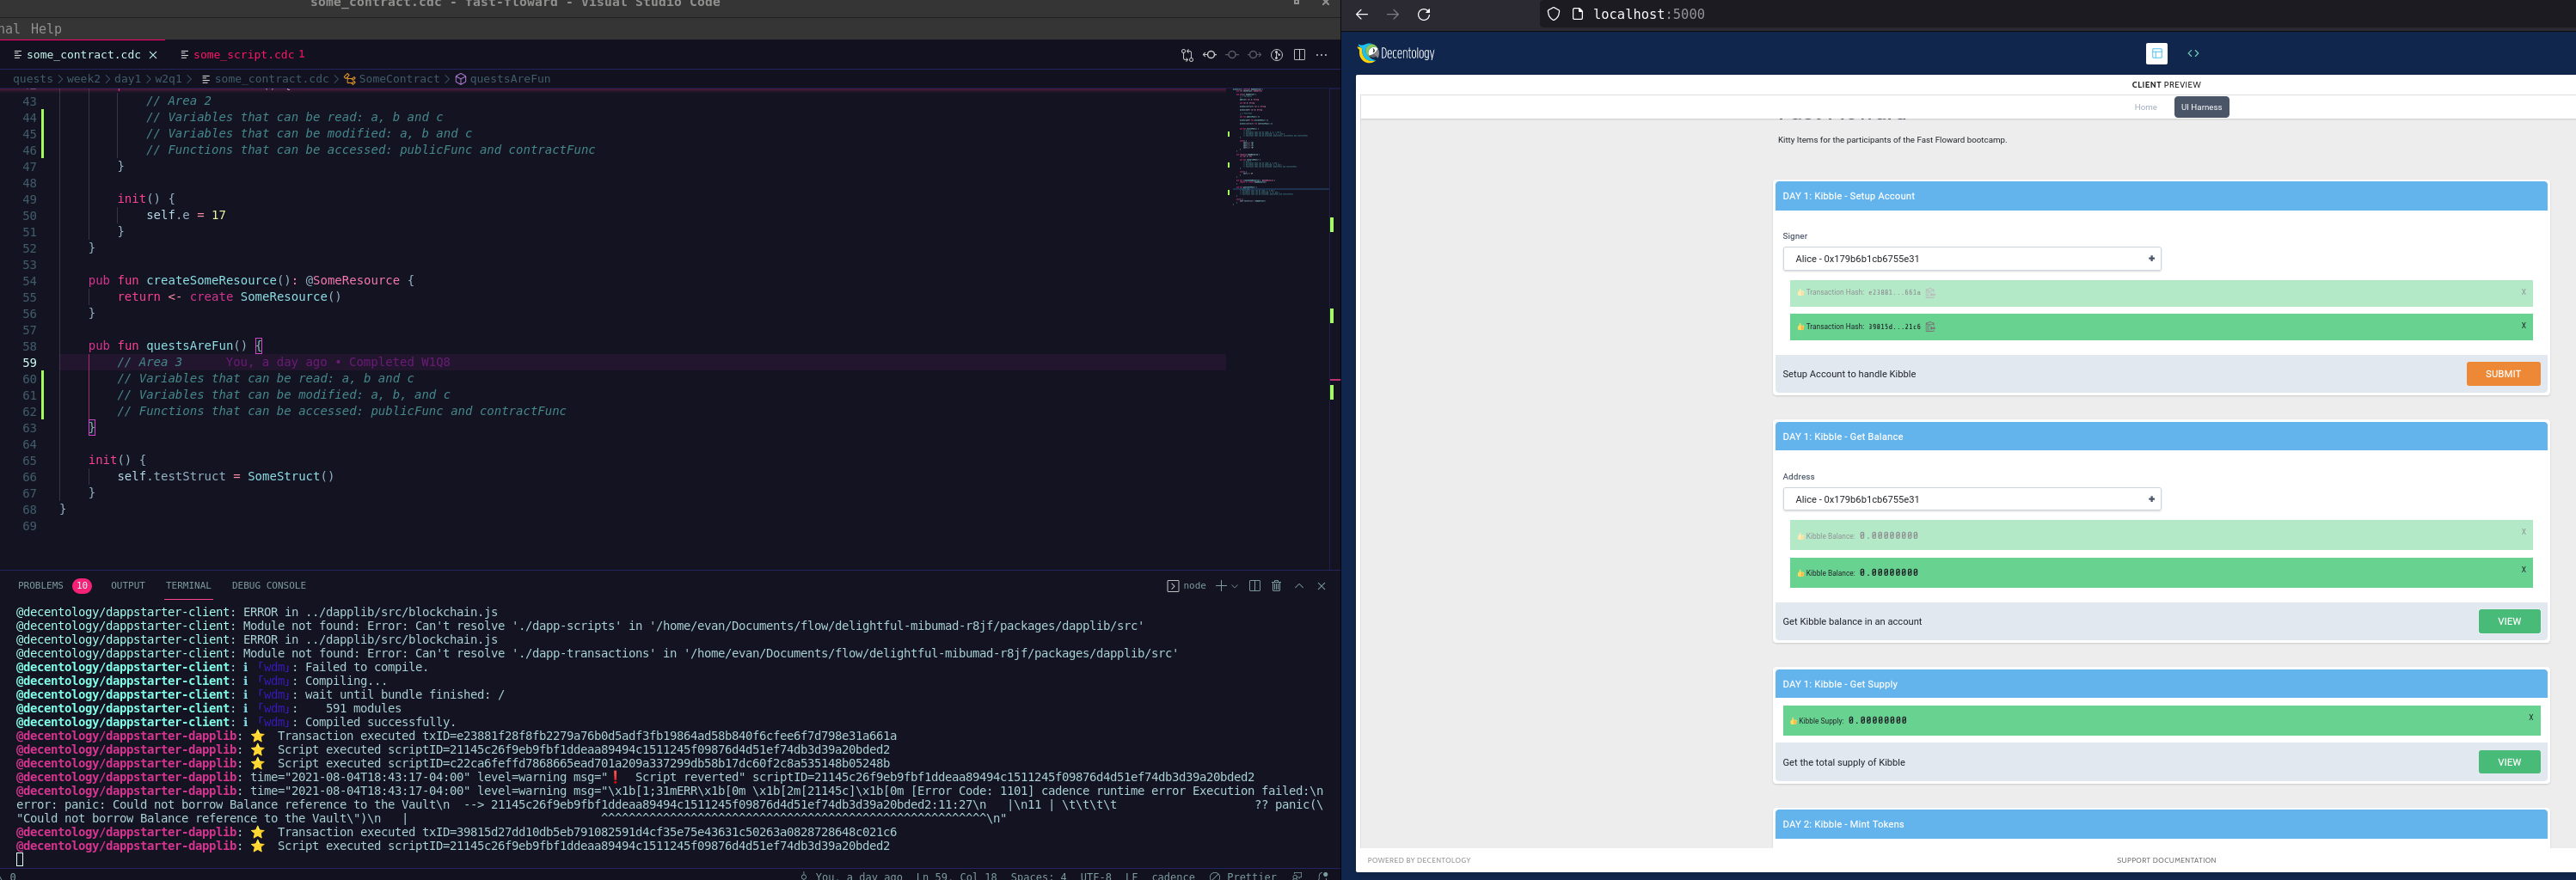 some_contract.cdc - fast-floward - Visual Studio Code
nal Help
some_contract.cdc
some_script.cdc 1
quests > week2 > day1 > w2q1 > some_contract.cdc > SomeContract > questsAreFun
43 // Area 2
44 // Variables that can be read: a, b and c
45 // Variables that can be modified: a, b and c
46 // Functions that can be accessed: publicFunc and contractFunc
47 }
48
49 init() {
50 self.e = 17
51 }
52 }
53
54 pub fun createSomeResource(): @SomeResource {
55 return <- create SomeResource()
56 }
57
58 pub fun questsAreFun() {
59 // Area 3 You, a day ago • Completed W1Q8
60 // Variables that can be read: a, b and c
61 // Variables that can be modified: a, b, and c
62 // Functions that can be accessed: publicFunc and contractFunc
63 }
64
65 init() {
66 self.testStruct = SomeStruct()
67 }
68 }
69
PROBLEMS 10 OUTPUT TERMINAL DEBUG CONSOLE
node
@decentology/dappstarter-client: ERROR in ../dapplib/src/blockchain.js
@decentology/dappstarter-client: Module not found: Error: Can't resolve './dapp-scripts' in '/home/evan/Documents/flow/delightful-mibumad-r8jf/packages/dapplib/src'
@decentology/dappstarter-client: ERROR in ../dapplib/src/blockchain.js
@decentology/dappstarter-client: Module not found: Error: Can't resolve './dapp-transactions' in '/home/evan/Documents/flow/delightful-mibumad-r8jf/packages/dapplib/src'
@decentology/dappstarter-client: ℹ ｢wdm｣: Failed to compile.
@decentology/dappstarter-client: ℹ ｢wdm｣: Compiling...
@decentology/dappstarter-client: ℹ ｢wdm｣: wait until bundle finished: /
@decentology/dappstarter-client: ℹ ｢wdm｣: 591 modules
@decentology/dappstarter-client: ℹ ｢wdm｣: Compiled successfully.
@decentology/dappstarter-dapplib: ⭐ Transaction executed txID=e23881f28f8fb2279a76b0d5adf3fb19864ad58b840f6cfee6f7d798e31a661a
@decentology/dappstarter-dapplib: ⭐ Script executed scriptID=21145c26f9eb9fbf1ddeaa89494c1511245f09876d4d51ef74db3d39a20bded2
@decentology/dappstarter-dapplib: ⭐ Script executed scriptID=c22ca6feffd7868665ead701a209a337299db58b17dc60f2c8a535148b05248b
@decentology/dappstarter-dapplib: time="2021-08-04T18:43:17-04:00" level=warning msg="❗ Script reverted" scriptID=21145c26f9eb9fbf1ddeaa89494c1511245f09876d4d51ef74db3d39a20bded2
@decentology/dappstarter-dapplib: time="2021-08-04T18:43:17-04:00" level=warning msg="\x1b[1;31mERR\x1b[0m \x1b[2m[21145c]\x1b[0m [Error Code: 1101] cadence runtime error Execution failed:\n
error: panic: Could not borrow Balance reference to the Vault\n --> 21145c26f9eb9fbf1ddeaa89494c1511245f09876d4d51ef74db3d39a20bded2:11:27\n |\n11 | \t\t\t\t ?? panic(\
"Could not borrow Balance reference to the Vault\")\n | ^^^^^^^^^^^^^^^^^^^^^^^^^^^^^^^^^^^^^^^^^^^^^^^^^^^^^^^^\n"
@decentology/dappstarter-dapplib: ⭐ Transaction executed txID=39815d27dd10db5eb791082591d4cf35e75e43631c50263a0828728648c021c6
@decentology/dappstarter-dapplib: ⭐ Script executed scriptID=21145c26f9eb9fbf1ddeaa89494c1511245f09876d4d51ef74db3d39a20bded2
0 You, a day ago Ln 59, Col 18 Spaces: 4 UTF-8 LF cadence Prettier
localhost:5000
Decentology
CLIENT PREVIEW
Home UI Harness
Kitty Items for the participants of the Fast Floward bootcamp.
DAY 1: Kibble - Setup Account
Signer
Alice - 0x179b6b1cb6755e31
Transaction Hash: e23881...661a X
Transaction Hash: 39815d...21c6 X
Setup Account to handle Kibble SUBMIT
DAY 1: Kibble - Get Balance
Address
Alice - 0x179b6b1cb6755e31
Kibble Balance: 0.00000000 X
Kibble Balance: 0.00000000 X
Get Kibble balance in an account VIEW
DAY 1: Kibble - Get Supply
Kibble Supply: 0.00000000 X
Get the total supply of Kibble VIEW
DAY 2: Kibble - Mint Tokens
POWERED BY DECENTOLOGY SUPPORT DOCUMENTATION